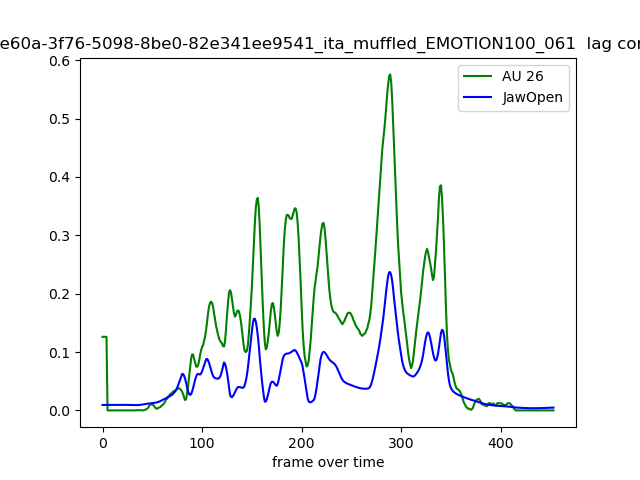 e60a-3f76-5098-8be0-82e341ee9541_ita_muffled_EMOTION100_061 lag
AU 26
JawOpen
0.6
0.5
0.4
0.3
0.2
0.1
0.0
0 100 200 300 400
frame over time